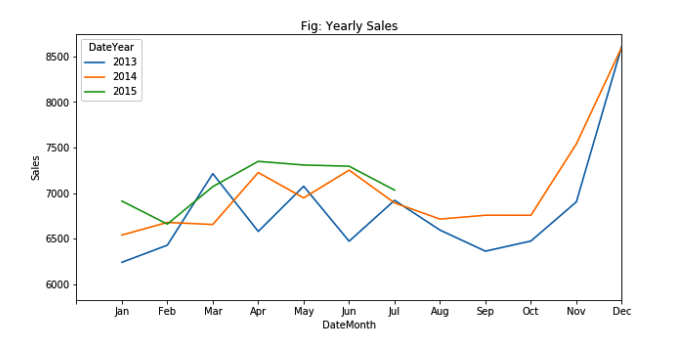 Fig: Yearly Sales
DateYear
2013
2014
2015
8500
8000
7500
7000
6500
6000
Sales
Jan Feb Mar Apr May Jun Jul Aug Sep Oct Nov Dec
DateMonth